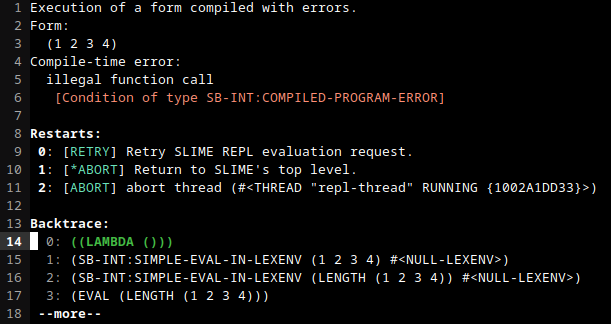 1 Execution of a form compiled with errors.
2 Form:
3   (1 2 3 4)
4 Compile-time error:
5   illegal function call
6    [Condition of type SB-INT:COMPILED-PROGRAM-ERROR]
7
8 Restarts:
9  0: [RETRY] Retry SLIME REPL evaluation request.
10  1: [*ABORT] Return to SLIME's top level.
11  2: [ABORT] abort thread (#<THREAD "repl-thread" RUNNING {1002A1DD33}>)
12
13 Backtrace:
14   0: ((LAMBDA ()))
15   1: (SB-INT:SIMPLE-EVAL-IN-LEXENV (1 2 3 4) #<NULL-LEXENV>)
16   2: (SB-INT:SIMPLE-EVAL-IN-LEXENV (LENGTH (1 2 3 4)) #<NULL-LEXENV>)
17   3: (EVAL (LENGTH (1 2 3 4)))
18  --more--